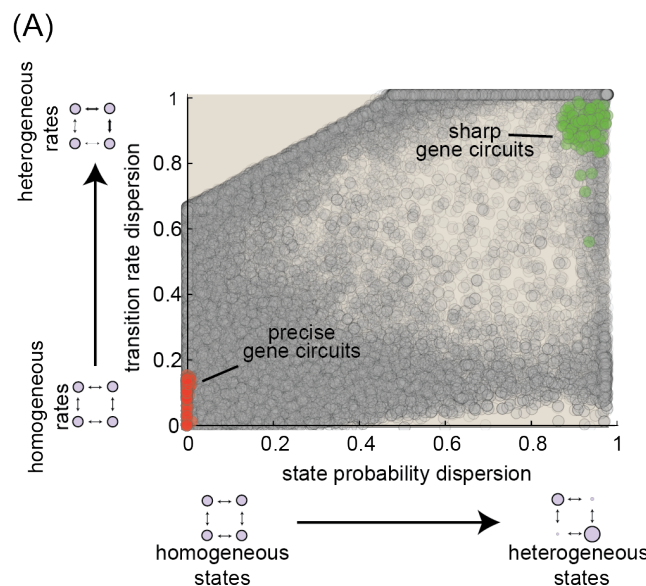 (A)
heterogeneous
rates
homogeneous
rates
transition rate dispersion
1
0.8
0.6
0.4
0.2
0
sharp
gene circuits
precise
gene circuits
0.2
0.4
0.6
0.8
1
state probability dispersion
homogeneous
states
heterogeneous
states